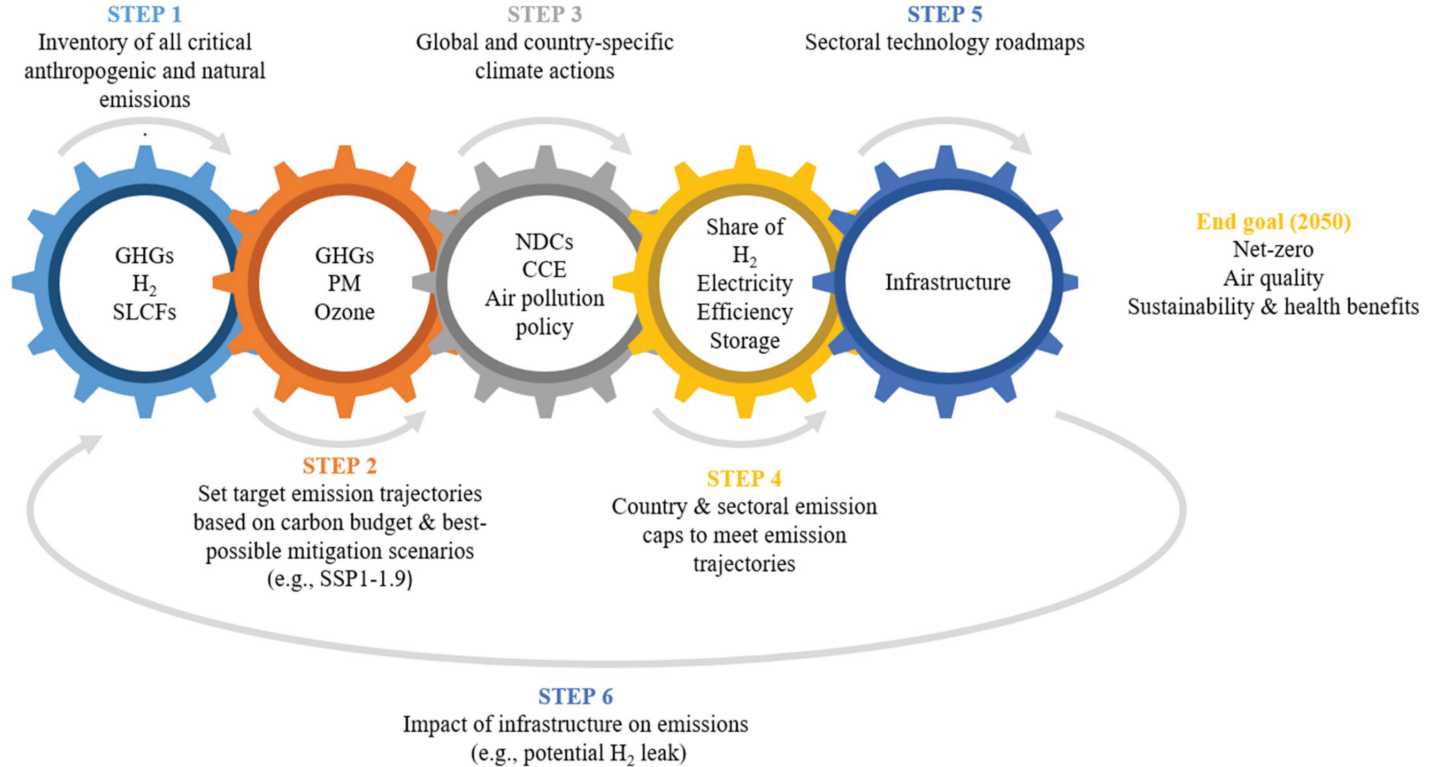 STEP 1
Inventory of all critical
anthropogenic and natural
emissions
.
STEP 3
Global and country-specific
climate actions
STEP 5
Sectoral technology roadmaps
GHGs
H₂
SLCFs
GHGs
PM
Ozone
NDCs
CCE
Air pollution
policy
Share of
H₂
Electricity
Efficiency
Storage
Infrastructure
End goal (2050)
Net-zero
Air quality
Sustainability & health benefits
STEP 2
Set target emission trajectories
based on carbon budget & best-
possible mitigation scenarios
(e.g., SSP1-1.9)
STEP 4
Country & sectoral emission
caps to meet emission
trajectories
STEP 6
Impact of infrastructure on emissions
(e.g., potential H₂ leak)